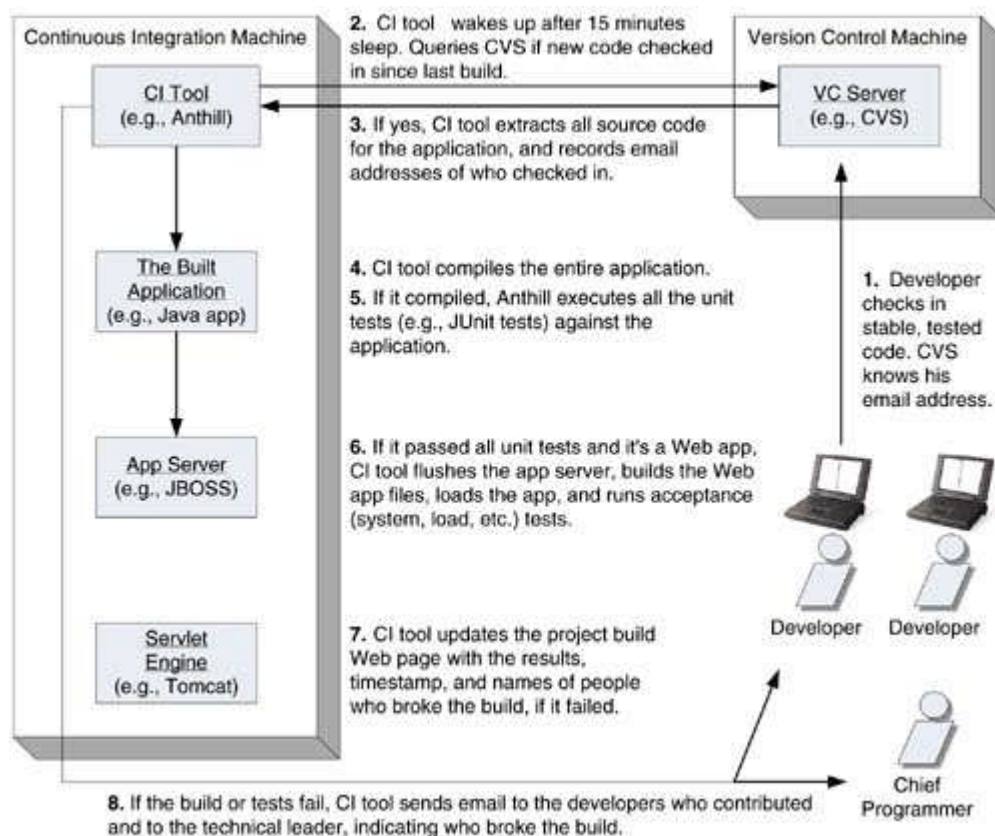 Continuous Integration Machine
CI Tool
(e.g., Anthill)
The Built
Application
(e.g., Java app)
App Server
(e.g., JBOSS)
Servlet
Engine
(e.g., Tomcat)
2. CI tool wakes up after 15 minutes
sleep. Queries CVS if new code checked
in since last build.
3. If yes, CI tool extracts all source code
for the application, and records email
addresses of who checked in.
4. CI tool compiles the entire application.
5. If it compiled, Anthill executes all the unit
tests (e.g., JUnit tests) against the
application.
6. If it passed all unit tests and it's a Web app,
CI tool flushes the app server, builds the Web
app files, loads the app, and runs acceptance
(system, load, etc.) tests.
7. CI tool updates the project build
Web page with the results,
timestamp, and names of people
who broke the build, if it failed.
Version Control Machine
VC Server
(e.g., CVS)
1. Developer
checks in
stable, tested
code. CVS
knows his
email address.
Developer
Developer
Chief
Programmer
8. If the build or tests fail, CI tool sends email to the developers who contributed
and to the technical leader, indicating who broke the build.